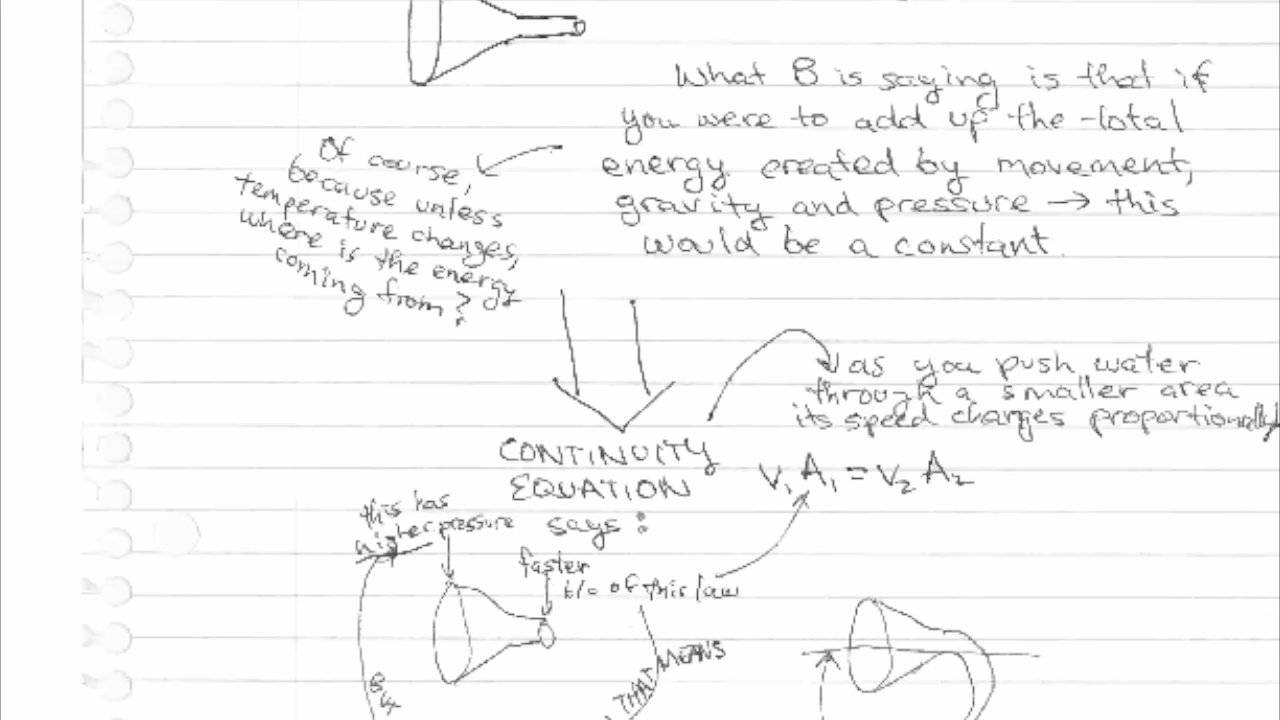 What B is saying is that if
you were to add up the total
energy created by movement,
gravity and pressure → this
would be a constant.
Of course,
because unless
temperature changes,
where is the energy
coming from?
as you push water
through a smaller area
its speed changes proportionally
CONTINUITY
EQUATION
says:
V₁A₁ = V₂A₂
this has
higher pressure
faster
b/c of this law
THAT MEANS
But